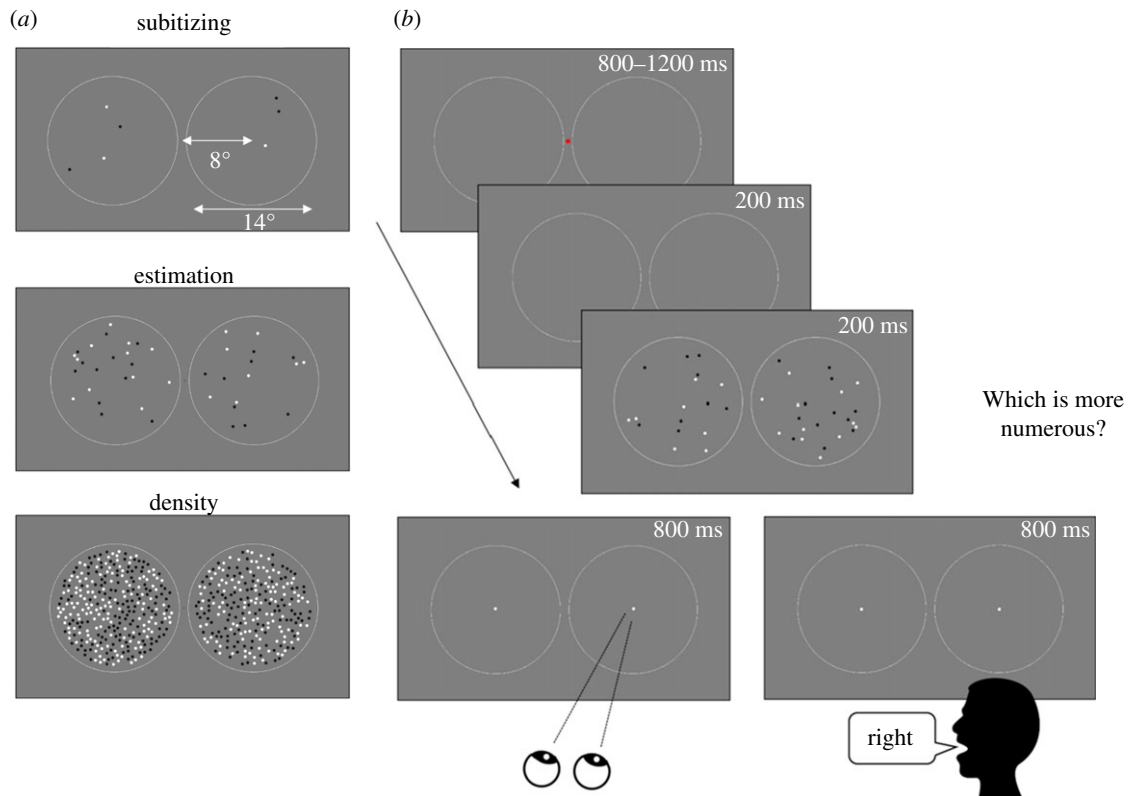 (a)
subitizing
8°
14°
estimation
density
(b)
800–1200 ms
200 ms
200 ms
Which is more
numerous?
800 ms
800 ms
right